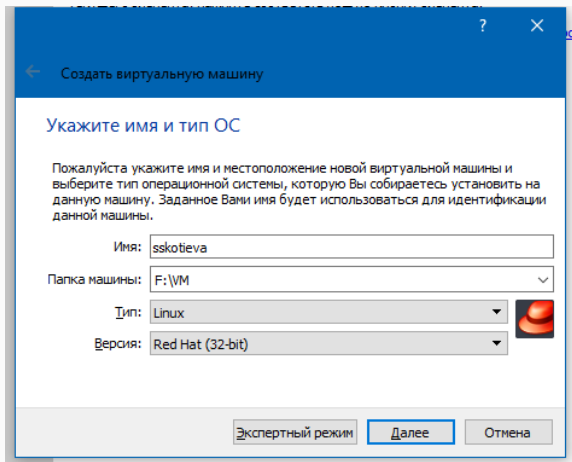 ?
Создать виртуальную машину
Укажите имя и тип ОС
Пожалуйста укажите имя и местоположение новой виртуальной машины и
выберите тип операционной системы, которую Вы собираетесь установить на
данную машину. Заданное Вами имя будет использоваться для идентификации
данной машины.
Имя: sskotieva
Папка машины: F:\VM
Тип: Linux
Версия: Red Hat (32-bit)
Экспертный режим Далее Отмена